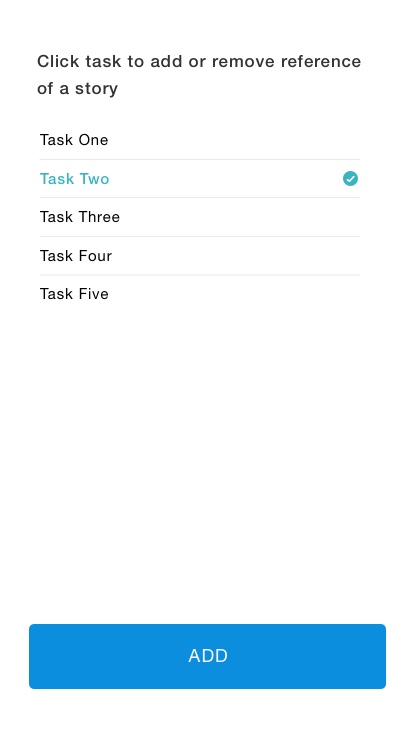 Click task to add or remove reference
of a story
Task One
Task Two
Task Three
Task Four
Task Five
ADD